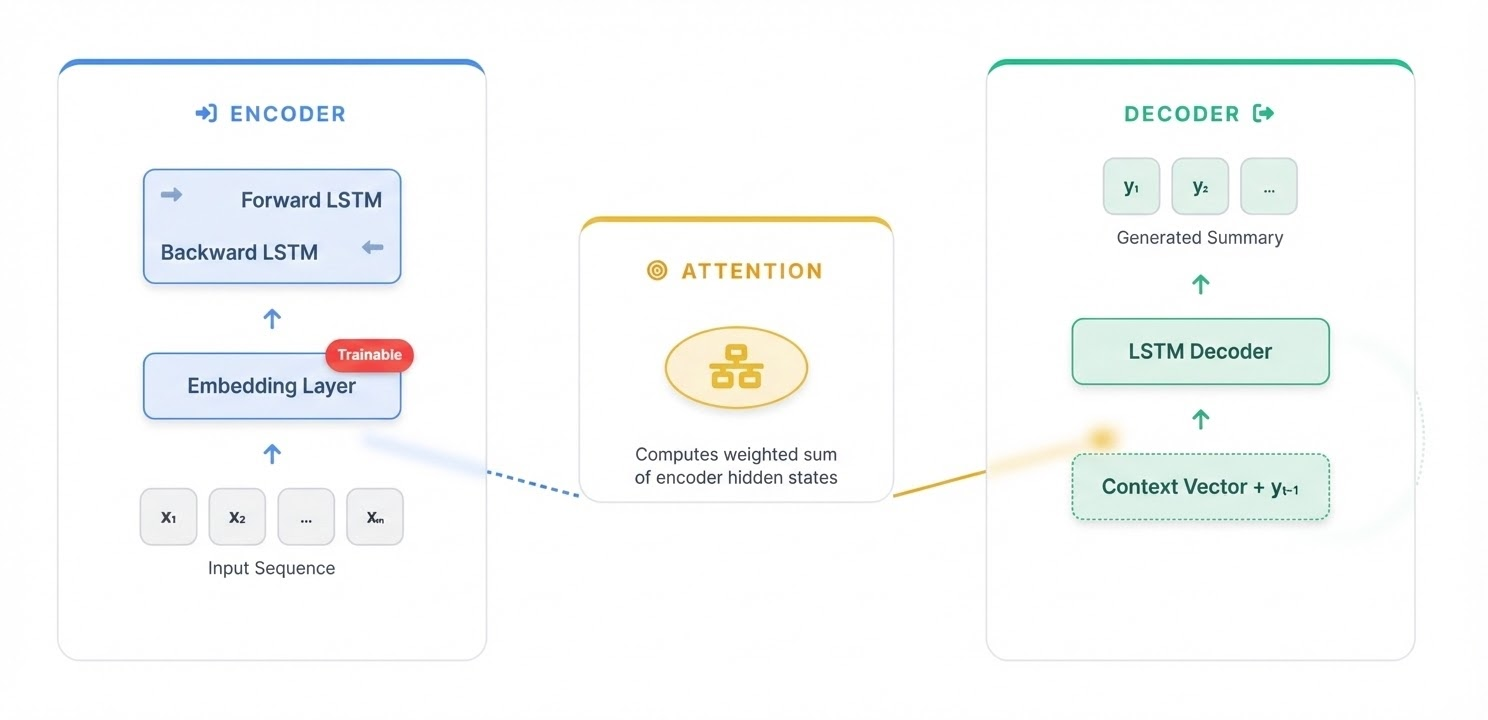 ENCODER
Forward LSTM
Backward LSTM
Trainable
Embedding Layer
x₁ x₂ ...
Input Sequence
ATTENTION
Computes weighted sum
of encoder hidden states
DECODER
y₁ y₂ ...
Generated Summary
LSTM Decoder
Context Vector + yₜ₋₁